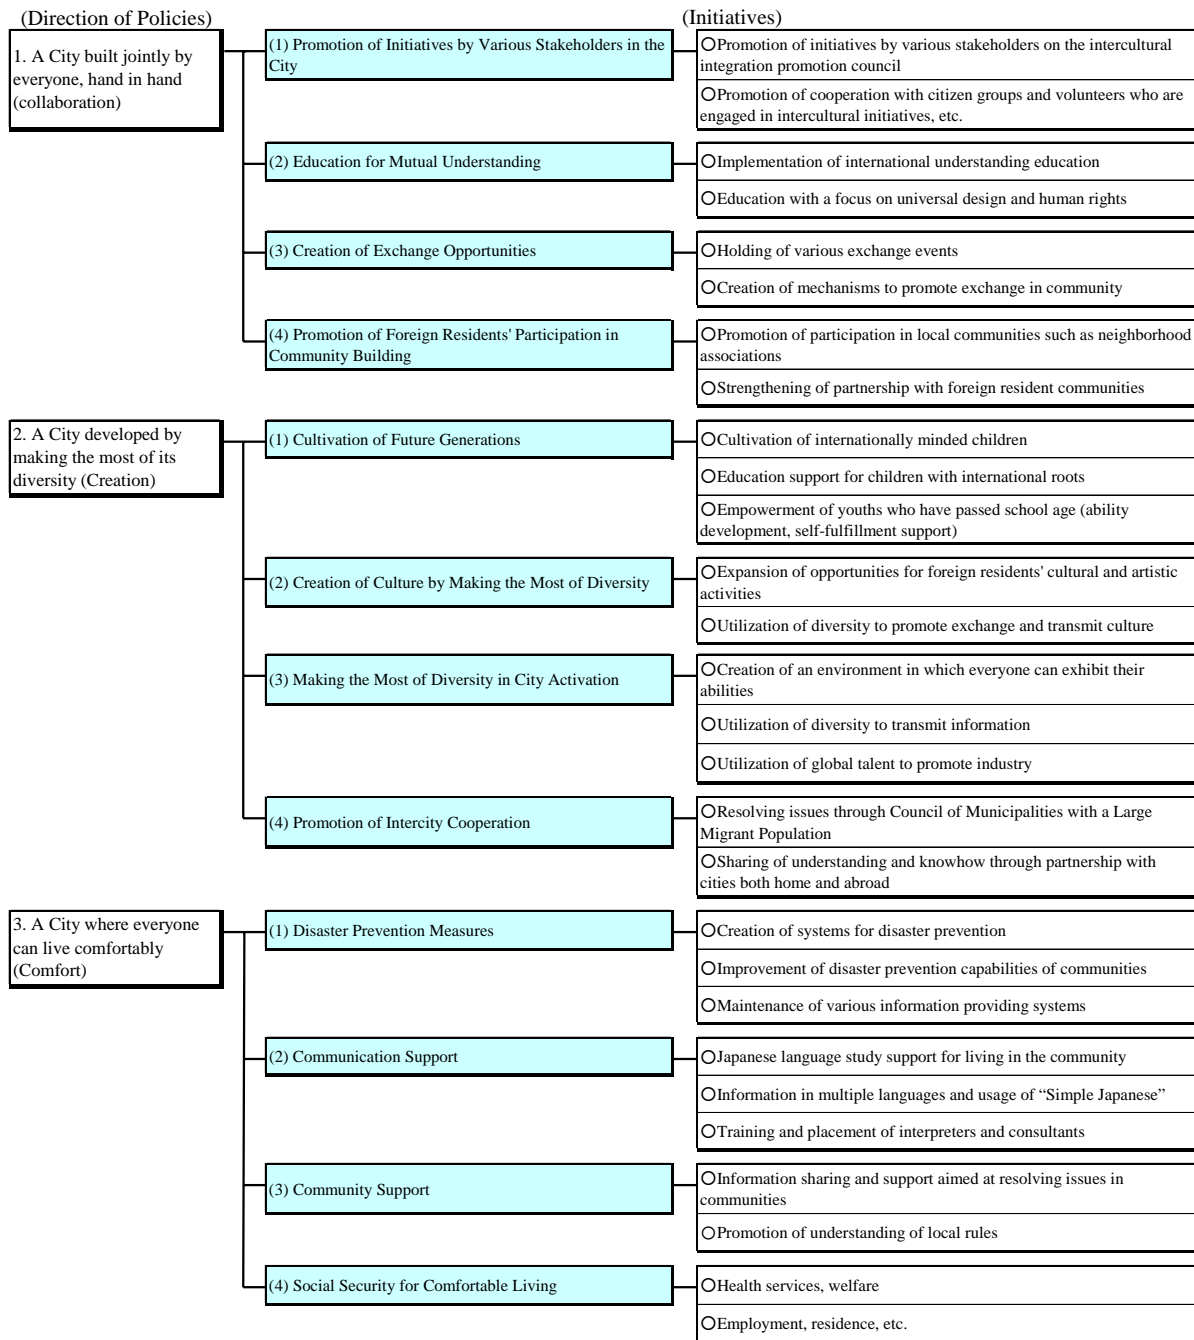 (Direction of Policies)
(Initiatives)
1. A City built jointly by
everyone, hand in hand
(collaboration)
(1) Promotion of Initiatives by Various Stakeholders in the
City
○Promotion of initiatives by various stakeholders on the intercultural
integration promotion council
○Promotion of cooperation with citizen groups and volunteers who are
engaged in intercultural initiatives, etc.
(2) Education for Mutual Understanding
○Implementation of international understanding education
○Education with a focus on universal design and human rights
(3) Creation of Exchange Opportunities
○Holding of various exchange events
○Creation of mechanisms to promote exchange in community
(4) Promotion of Foreign Residents' Participation in
Community Building
○Promotion of participation in local communities such as neighborhood
associations
○Strengthening of partnership with foreign resident communities
2. A City developed by
making the most of its
diversity (Creation)
(1) Cultivation of Future Generations
○Cultivation of internationally minded children
○Education support for children with international roots
○Empowerment of youths who have passed school age (ability
development, self-fulfillment support)
(2) Creation of Culture by Making the Most of Diversity
○Expansion of opportunities for foreign residents' cultural and artistic
activities
○Utilization of diversity to promote exchange and transmit culture
(3) Making the Most of Diversity in City Activation
○Creation of an environment in which everyone can exhibit their
abilities
○Utilization of diversity to transmit information
○Utilization of global talent to promote industry
(4) Promotion of Intercity Cooperation
○Resolving issues through Council of Municipalities with a Large
Migrant Population
○Sharing of understanding and knowhow through partnership with
cities both home and abroad
3. A City where everyone
can live comfortably
(Comfort)
(1) Disaster Prevention Measures
○Creation of systems for disaster prevention
○Improvement of disaster prevention capabilities of communities
○Maintenance of various information providing systems
(2) Communication Support
○Japanese language study support for living in the community
○Information in multiple languages and usage of “Simple Japanese”
○Training and placement of interpreters and consultants
(3) Community Support
○Information sharing and support aimed at resolving issues in
communities
○Promotion of understanding of local rules
(4) Social Security for Comfortable Living
○Health services, welfare
○Employment, residence, etc.